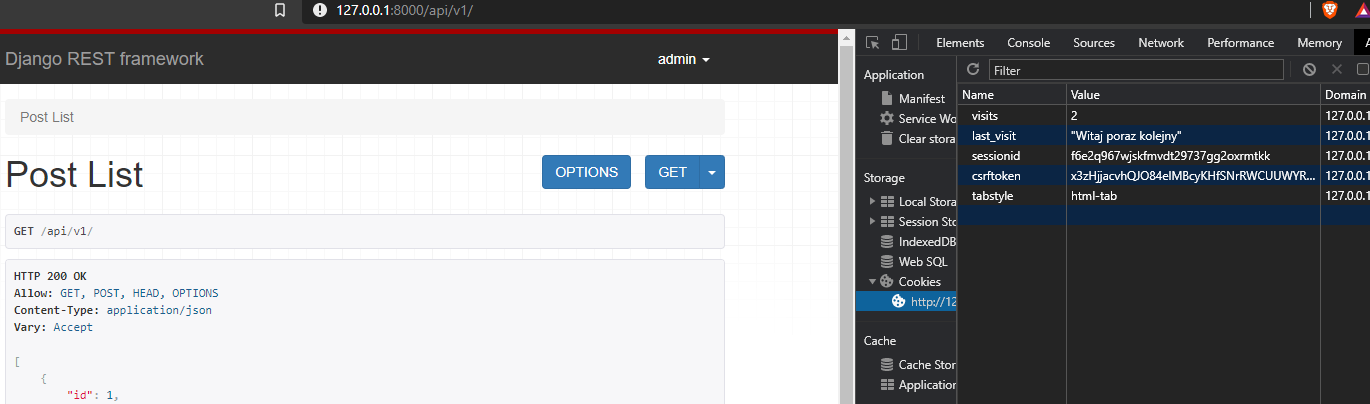 127.0.0.1:8000/api/v1/
Django REST framework
admin
Post List
Post List
OPTIONS
GET
GET /api/v1/
HTTP 200 OK
Allow: GET, POST, HEAD, OPTIONS
Content-Type: application/json
Vary: Accept
[
{
"id": 1,
Elements Console Sources Network Performance Memory A
Application
Manifest
Service Wo
Clear stora
Storage
Local Stora
Session Sto
IndexedDB
Web SQL
Cookies
http://12
Cache
Cache Stor
Application
Filter
Name Value Domain
visits 2 127.0.0.1
last_visit "Witaj poraz kolejny" 127.0.0.1
sessionid f6e2q967wjskfmvdt29737gg2oxrmtkk 127.0.0.1
csrftoken x3zHjjacvhQJO84eIMBcyKHfSNrRWCUUWYR... 127.0.0.1
tabstyle html-tab 127.0.0.1